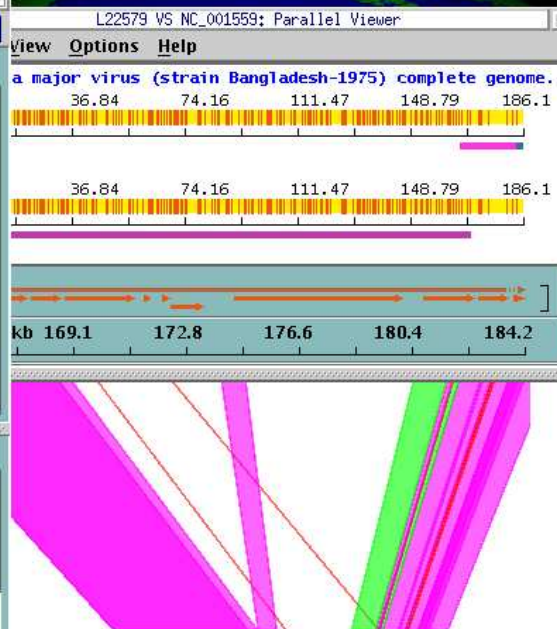 L22579 VS NC_001559: Parallel Viewer
View Options Help
a major virus (strain Bangladesh-1975) complete genome.
36.84 74.16 111.47 148.79 186.1
36.84 74.16 111.47 148.79 186.1
kb 169.1 172.8 176.6 180.4 184.2